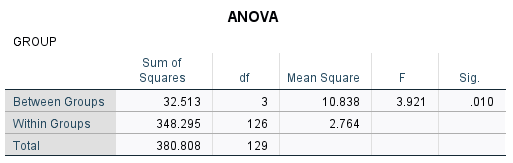 ANOVA
GROUP
Sum of Squares df Mean Square F Sig.
Between Groups 32.513 3 10.838 3.921 .010
Within Groups 348.295 126 2.764
Total 380.808 129